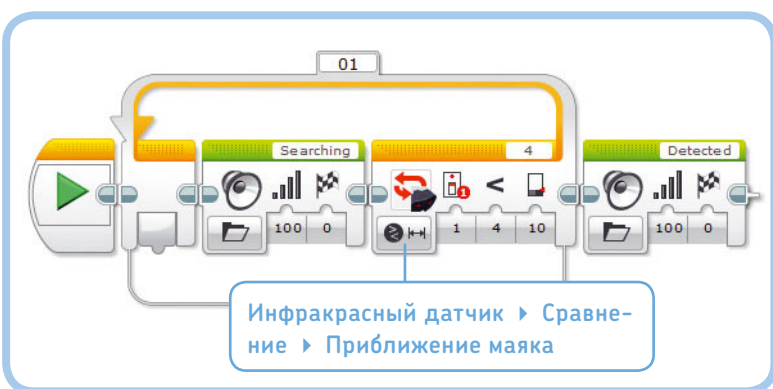 01
Searching 4 Detected
100 0 1 4 10 100 0
Инфракрасный датчик ▸ Сравне-
ние ▸ Приближение маяка